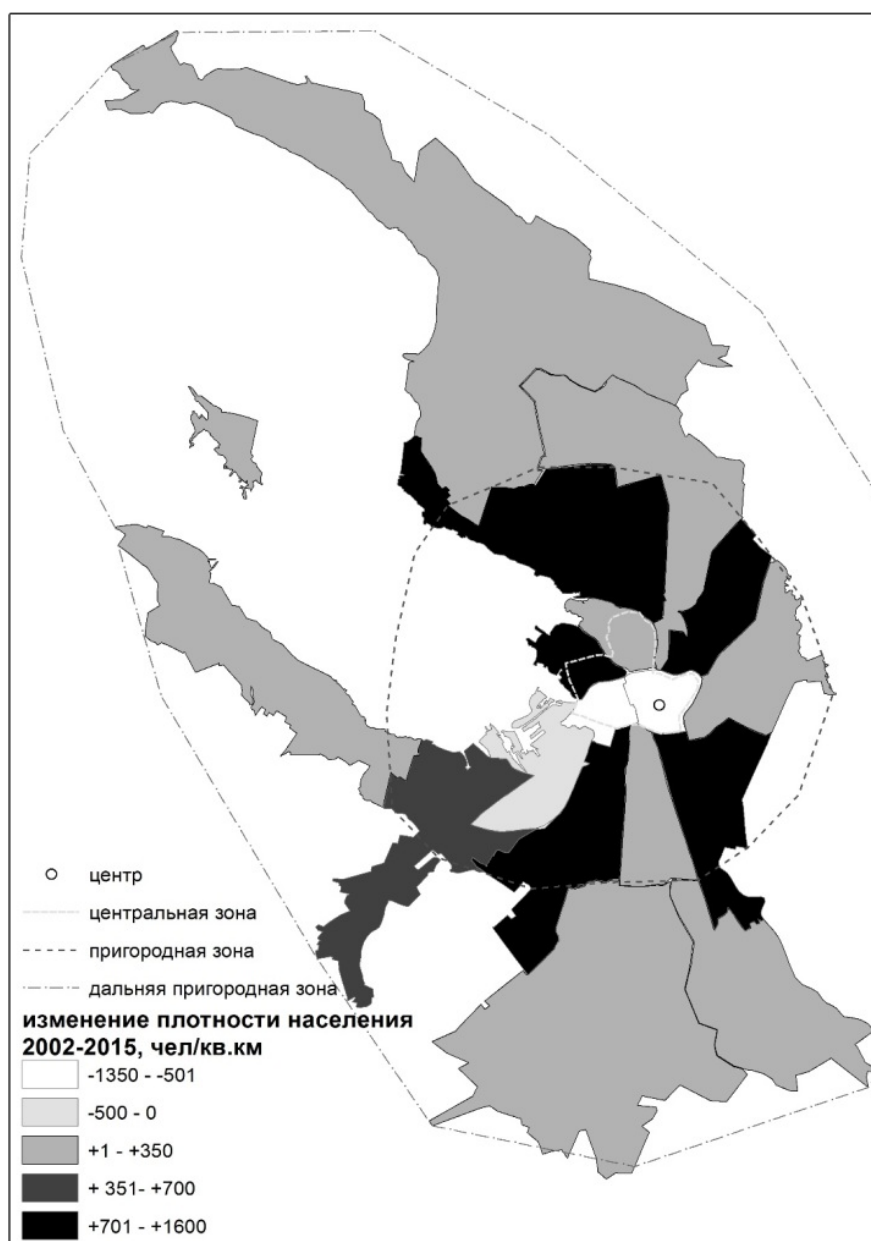 центр
центральная зона
пригородная зона
дальняя пригородная зона
изменение плотности населения
2002-2015, чел/кв.км
-1350 - -501
-500 - 0
+1 - +350
+ 351- +700
+701 - +1600